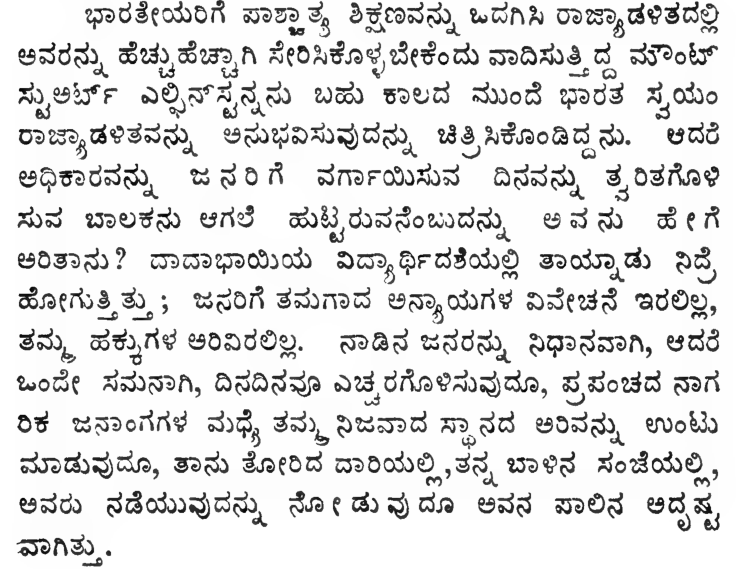 ಭಾರತೀಯರಿಗೆ ಪಾಶ್ಚಾತ್ಯ ಶಿಕ್ಷಣವನ್ನು ಒದಗಿಸಿ ರಾಜ್ಯಾಡಳಿತದಲ್ಲಿ
ಅವರನ್ನು ಹೆಚ್ಚುಹೆಚ್ಚಾಗಿ ಸೇರಿಸಿಕೊಳ್ಳಬೇಕೆಂದು ವಾದಿಸುತ್ತಿದ್ದ ಮೌಂಟ್
ಸ್ಟುಅರ್ಟ್ ಎಲ್ಫಿನ್‌ಸ್ಟನ್ನನು ಬಹು ಕಾಲದ ಮುಂದೆ ಭಾರತ ಸ್ವಯಂ
ರಾಜ್ಯಾಡಳಿತವನ್ನು ಅನುಭವಿಸುವುದನ್ನು ಚಿತ್ರಿಸಿಕೊಂಡಿದ್ದನು. ಆದರೆ
ಅಧಿಕಾರವನ್ನು ಜನರಿಗೆ ವರ್ಗಾಯಿಸುವ ದಿನವನ್ನು ತ್ವರಿತಗೊಳಿ
ಸುವ ಬಾಲಕನು ಆಗಲೆ ಹುಟ್ಟಿರುವನೆಂಬುದನ್ನು ಅವನು ಹೇಗೆ
ಅರಿತಾನು? ದಾದಾಭಾಯಿಯ ವಿದ್ಯಾರ್ಥಿದಶೆಯಲ್ಲಿ ತಾಯ್ನಾಡು ನಿದ್ರೆ
ಹೋಗುತ್ತಿತ್ತು; ಜನರಿಗೆ ತಮಗಾದ ಅನ್ಯಾಯಗಳ ವಿವೇಚನೆ ಇರಲಿಲ್ಲ,
ತಮ್ಮ ಹಕ್ಕುಗಳ ಅರಿವಿರಲಿಲ್ಲ. ನಾಡಿನ ಜನರನ್ನು ನಿಧಾನವಾಗಿ, ಆದರೆ
ಒಂದೇ ಸಮನಾಗಿ, ದಿನದಿನವೂ ಎಚ್ಚರಗೊಳಿಸುವುದೂ, ಪ್ರಪಂಚದ ನಾಗ
ರಿಕ ಜನಾಂಗಗಳ ಮಧ್ಯೆ ತಮ್ಮ ನಿಜವಾದ ಸ್ಥಾನದ ಅರಿವನ್ನು ಉಂಟು
ಮಾಡುವುದೂ, ತಾನು ತೋರಿದ ದಾರಿಯಲ್ಲಿ, ತನ್ನ ಬಾಳಿನ ಸಂಜೆಯಲ್ಲಿ,
ಅವರು ನಡೆಯುವುದನ್ನು ನೋಡುವುದೂ ಅವನ ಪಾಲಿನ ಅದೃಷ್ಟ
ವಾಗಿತ್ತು.